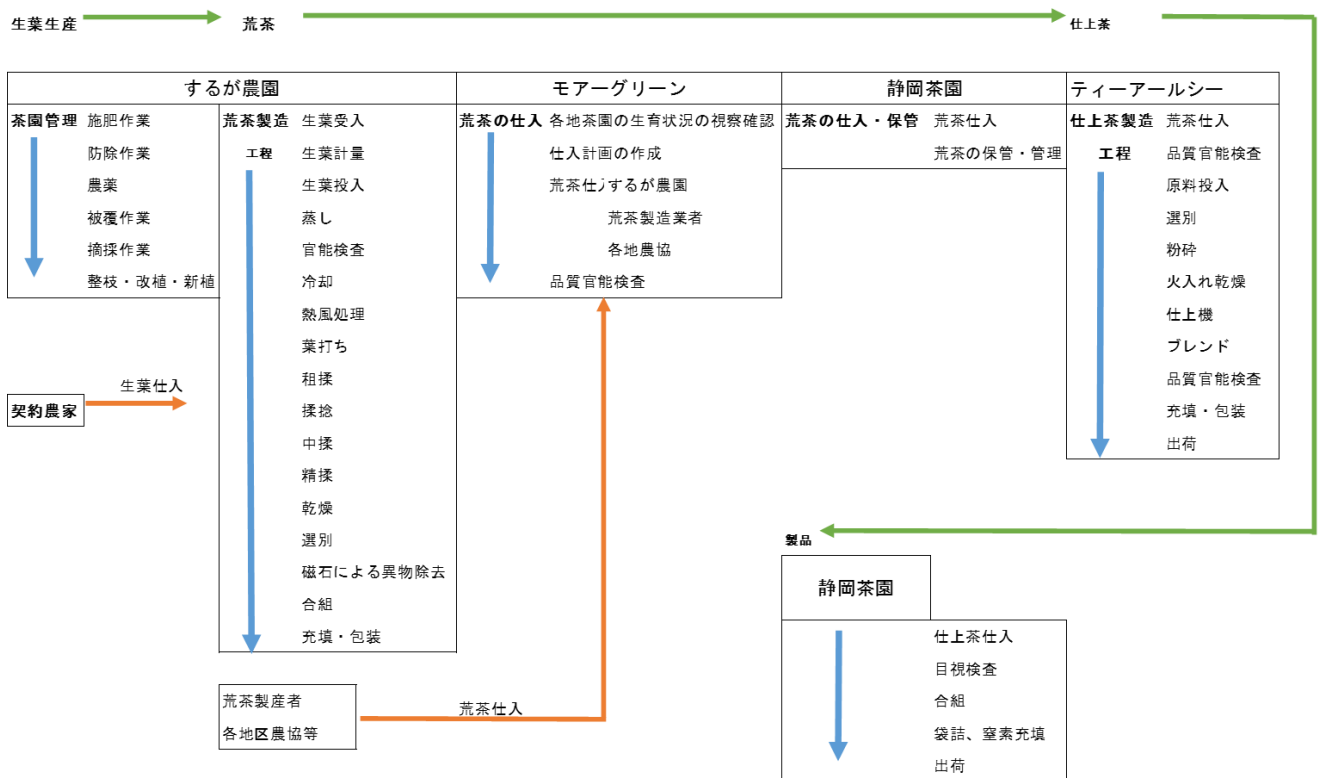 生葉生産
荒茶
仕上茶
するが農園
茶園管理
施肥作業
防除作業
農薬
被覆作業
摘採作業
整枝・改植・新植
荒茶製造
工程
生葉受入
生葉計量
生葉投入
蒸し
官能検査
冷却
熱風処理
葉打ち
租揉
揉捻
中揉
精揉
乾燥
選別
磁石による異物除去
合組
充填・包装
モアーグリーン
荒茶の仕入
各地茶園の生育状況の視察確認
仕入計画の作成
荒茶仕入するが農園
荒茶製造業者
各地農協
品質官能検査
静岡茶園
荒茶の仕入・保管
荒茶仕入
荒茶の保管・管理
ティーアールシー
仕上茶製造
工程
荒茶仕入
品質官能検査
原料投入
選別
粉砕
火入れ乾燥
仕上機
ブレンド
品質官能検査
充填・包装
出荷
契約農家
生葉仕入
荒茶製産者
各地区農協等
荒茶仕入
製品
静岡茶園
仕上茶仕入
目視検査
合組
袋詰、窒素充填
出荷